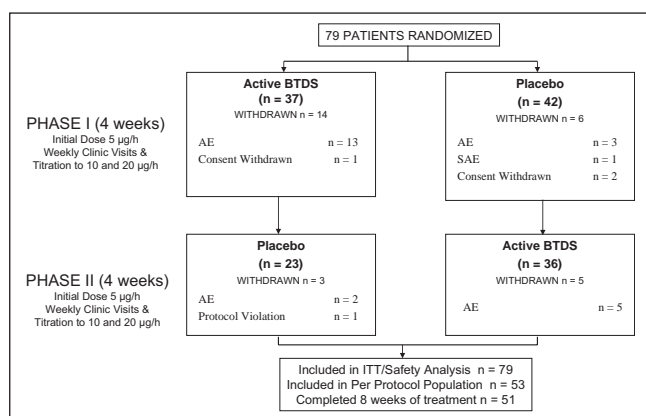 79 PATIENTS RANDOMIZED
Active BTDS
(n = 37)
WITHDRAWN n = 14
AE n = 13
Consent Withdrawn n = 1
Placebo
(n = 42)
WITHDRAWN n = 6
AE n = 3
SAE n = 1
Consent Withdrawn n = 2
PHASE I (4 weeks)
Initial Dose 5 µg/h
Weekly Clinic Visits &
Titration to 10 and 20 µg/h
Placebo
(n = 23)
WITHDRAWN n = 3
AE n = 2
Protocol Violation n = 1
Active BTDS
(n = 36)
WITHDRAWN n = 5
AE n = 5
PHASE II (4 weeks)
Initial Dose 5 µg/h
Weekly Clinic Visits &
Titration to 10 and 20 µg/h
Included in ITT/Safety Analysis n = 79
Included in Per Protocol Population n = 53
Completed 8 weeks of treatment n = 51